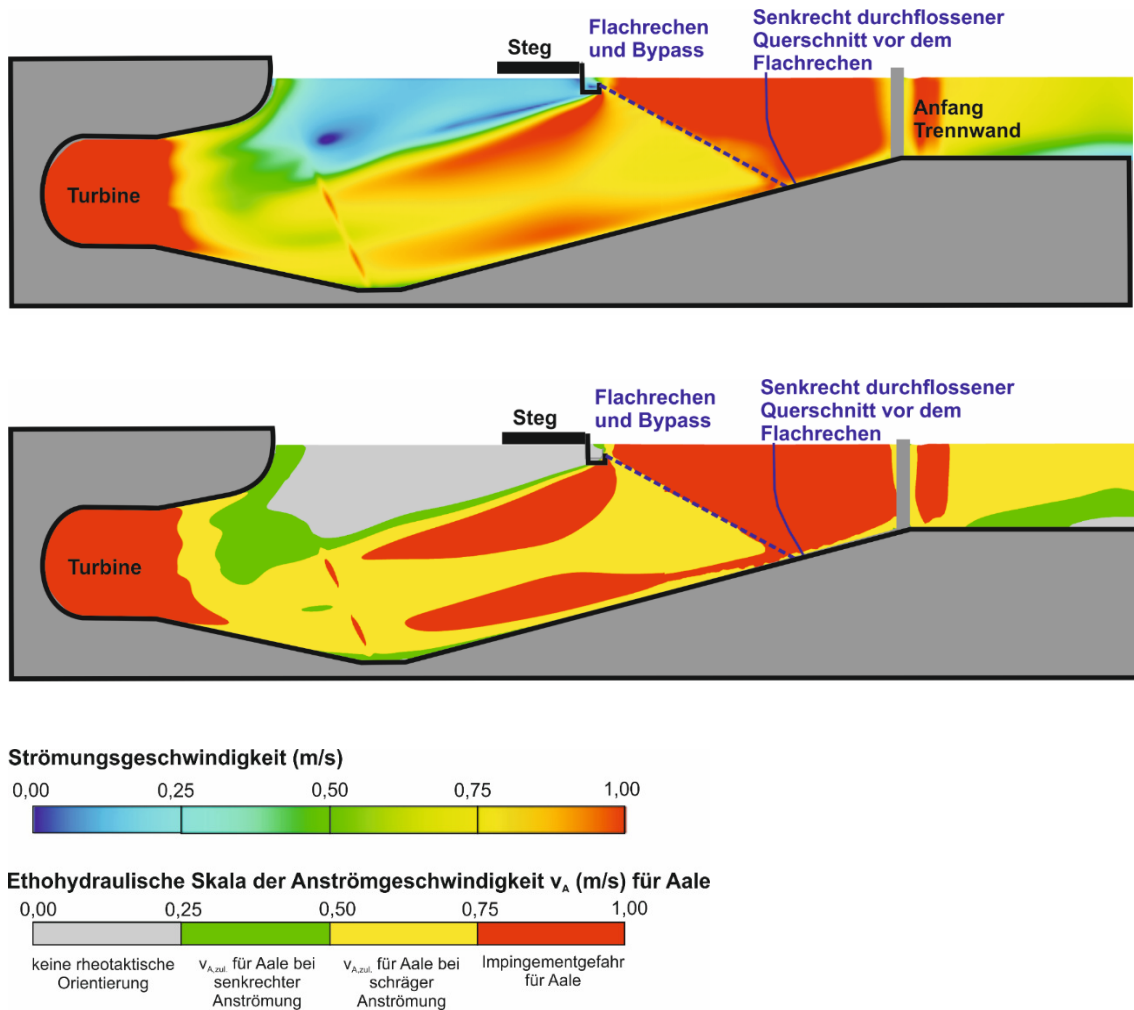 Steg
Flachrechen
und Bypass
Senkrecht durchflossener
Querschnitt vor dem
Flachrechen
Anfang
Trennwand
Turbine
Steg
Flachrechen
und Bypass
Senkrecht durchflossener
Querschnitt vor dem
Flachrechen
Turbine
Strömungsgeschwindigkeit (m/s)
0,00 0,25 0,50 0,75 1,00
Ethohydraulische Skala der Anströmgeschwindigkeit vA (m/s) für Aale
0,00 0,25 0,50 0,75 1,00
keine rheotaktische
Orientierung
vA,zul. für Aale bei
senkrechter
Anströmung
vA,zul. für Aale bei
schräger
Anströmung
Impingementgefahr
für Aale